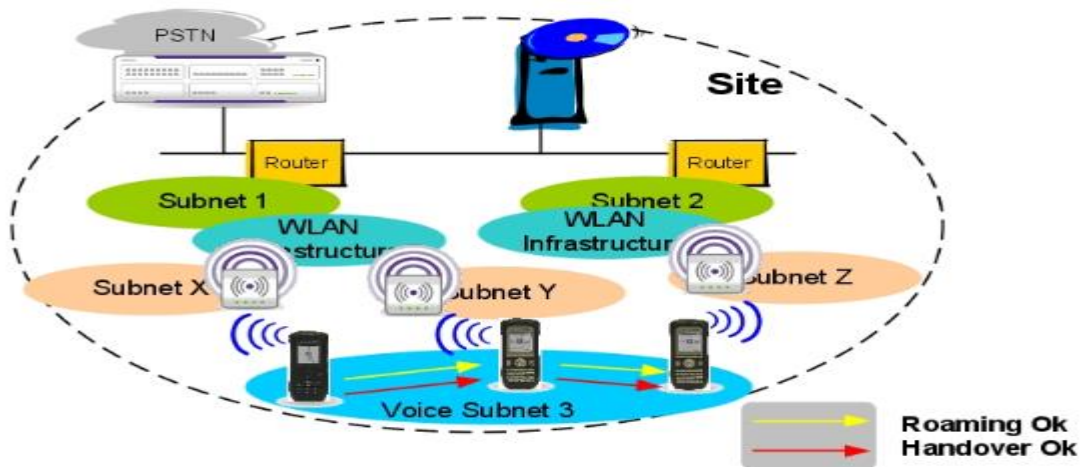 PSTN
Site
Router
Router
Subnet 1
Subnet 2
WLAN
WLAN
Infrastructure
Subnet X
Subnet Y
Subnet Z
Voice Subnet 3
Roaming Ok
Handover Ok